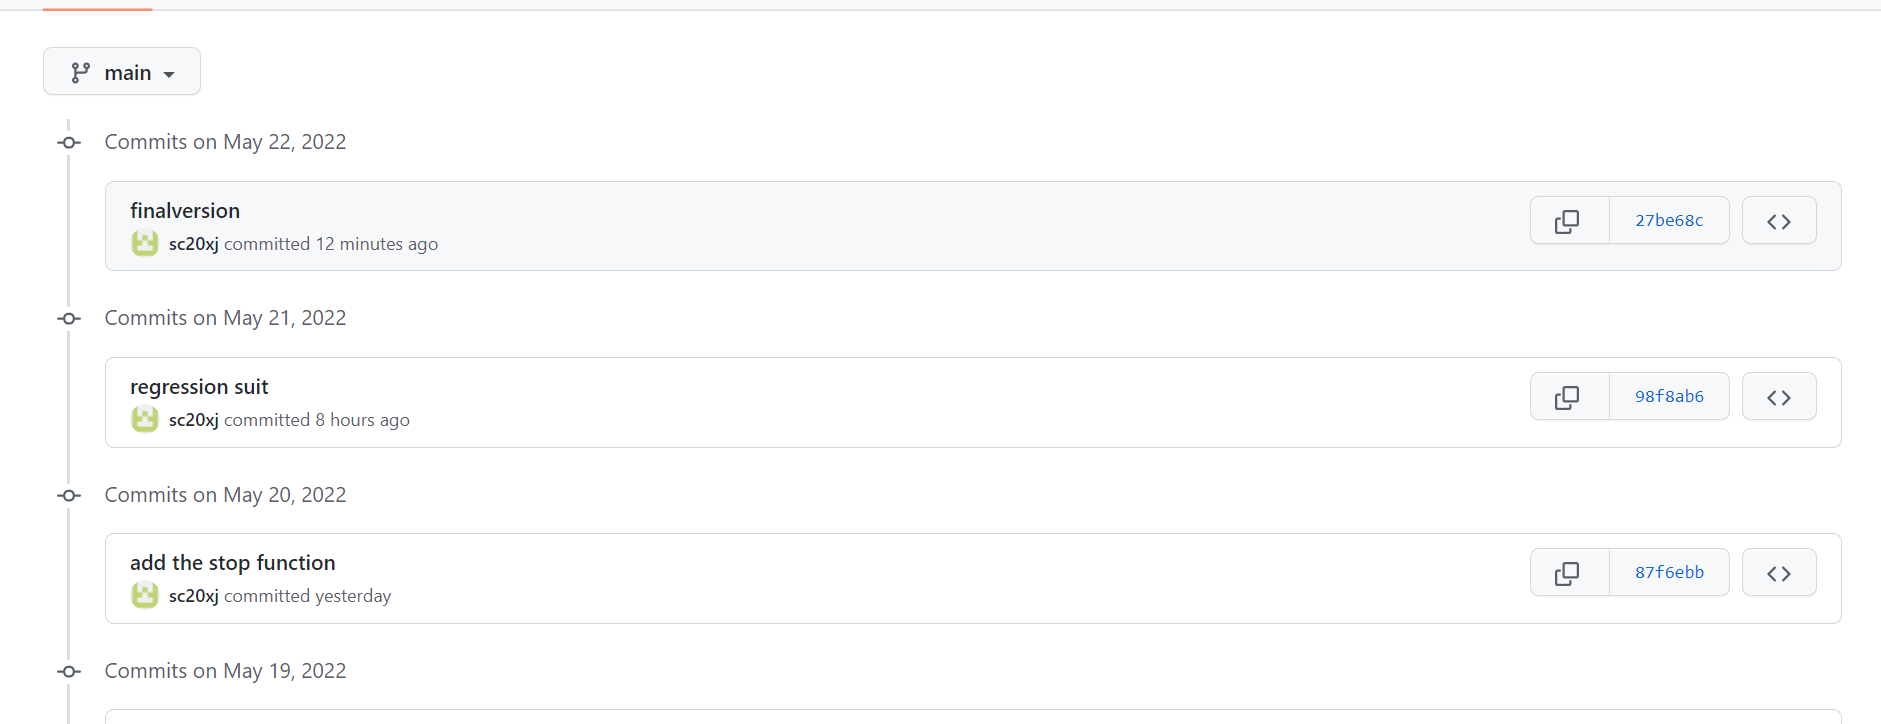 main
Commits on May 22, 2022
finalversion
27be68c
sc20xj committed 12 minutes ago
Commits on May 21, 2022
regression suit
98f8ab6
sc20xj committed 8 hours ago
Commits on May 20, 2022
add the stop function
87f6ebb
sc20xj committed yesterday
Commits on May 19, 2022